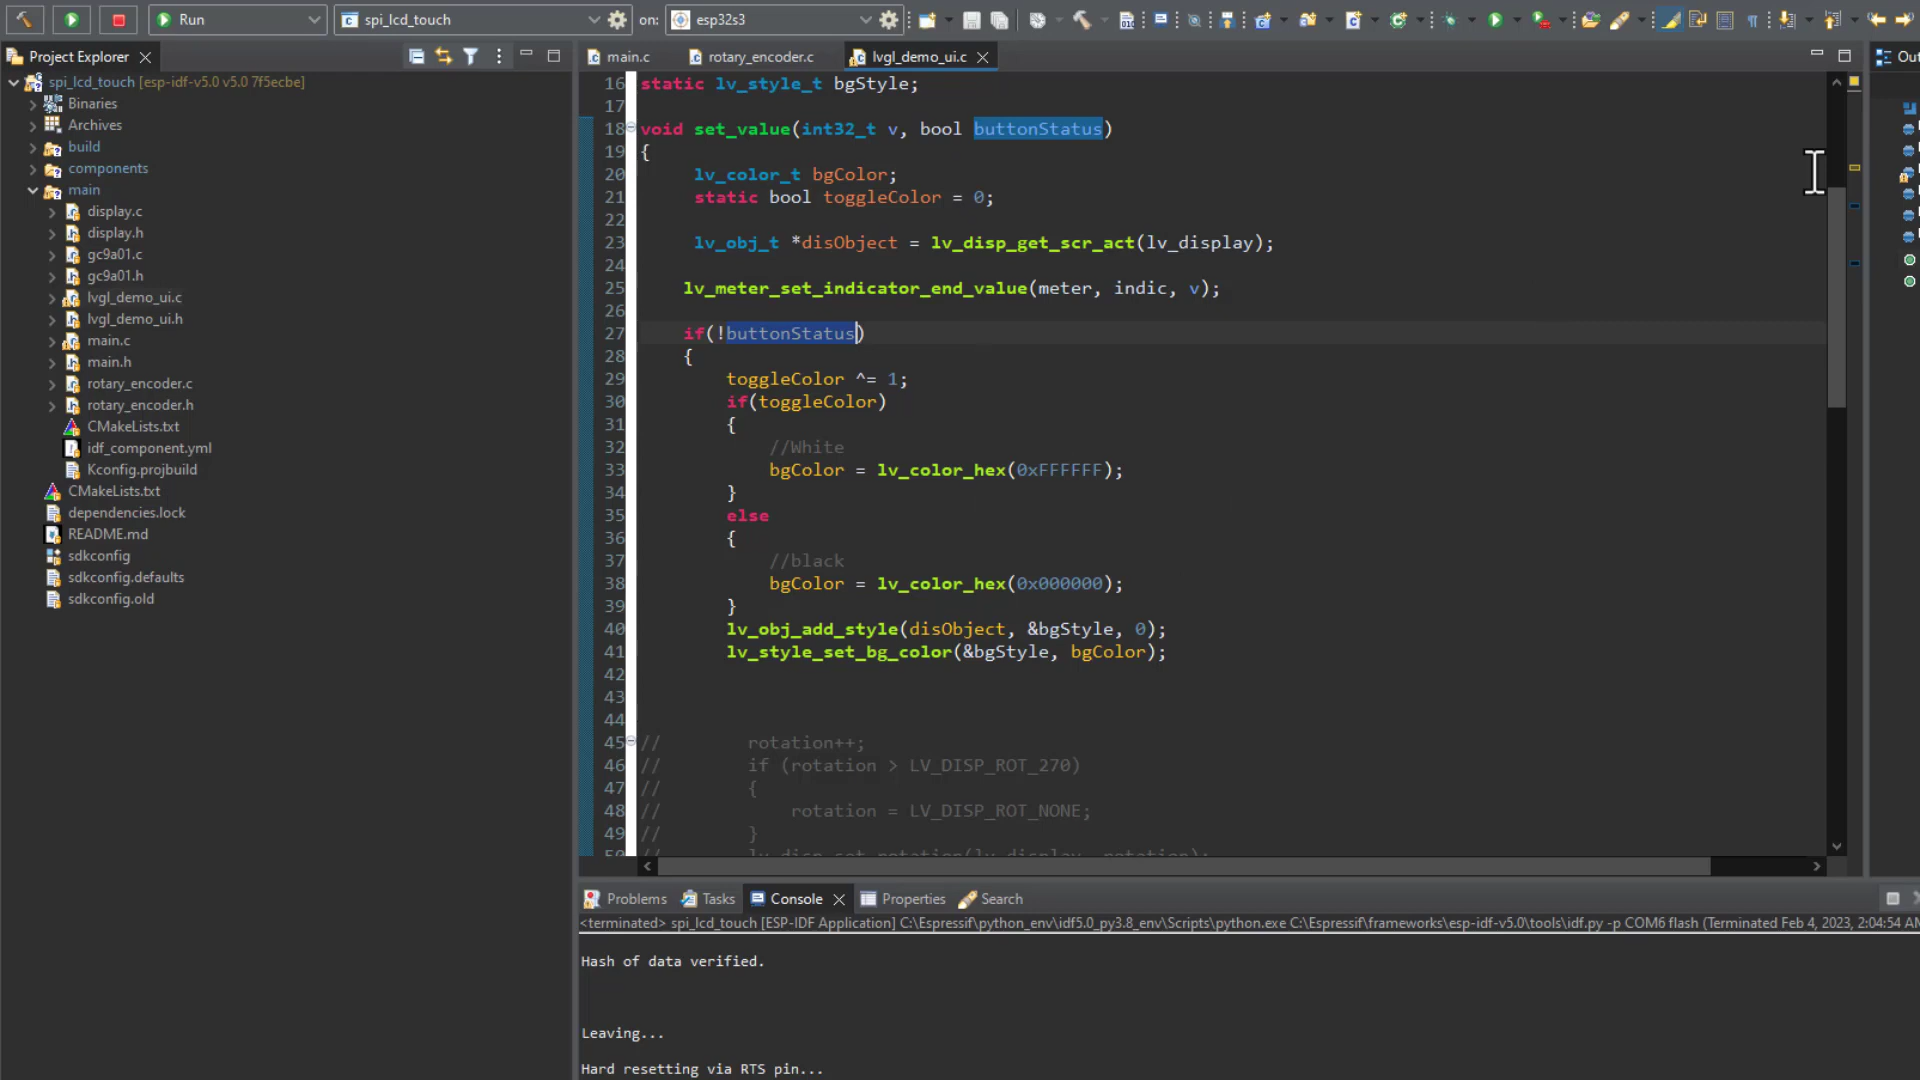 Run
spi_lcd_touch
on:
esp32s3
Project Explorer
spi_lcd_touch [esp-idf-v5.0 v5.0 7f5ecbe]
Binaries
Archives
build
components
main
display.c
display.h
gc9a01.c
gc9a01.h
lvgl_demo_ui.c
lvgl_demo_ui.h
main.c
main.h
rotary_encoder.c
rotary_encoder.h
CMakeLists.txt
idf_component.yml
Kconfig.projbuild
CMakeLists.txt
dependencies.lock
README.md
sdkconfig
sdkconfig.defaults
sdkconfig.old
main.c
rotary_encoder.c
lvgl_demo_ui.c
Out
16 static lv_style_t bgStyle;
17
18 void set_value(int32_t v, bool buttonStatus)
19 {
20 lv_color_t bgColor;
21 static bool toggleColor = 0;
22
23 lv_obj_t *disObject = lv_disp_get_scr_act(lv_display);
24
25 lv_meter_set_indicator_end_value(meter, indic, v);
26
27 if(!buttonStatus)
28 {
29 toggleColor ^= 1;
30 if(toggleColor)
31 {
32 //White
33 bgColor = lv_color_hex(0xFFFFFF);
34 }
35 else
36 {
37 //black
38 bgColor = lv_color_hex(0x000000);
39 }
40 lv_obj_add_style(disObject, &bgStyle, 0);
41 lv_style_set_bg_color(&bgStyle, bgColor);
42
43
44
45 // rotation++;
46 // if (rotation > LV_DISP_ROT_270)
47 // {
48 // rotation = LV_DISP_ROT_NONE;
49 // }
50 // lv_disp_set_rotation(lv_display, rotation);
Problems
Tasks
Console
Properties
Search
<terminated> spi_lcd_touch [ESP-IDF Application] C:\Espressif\python_env\idf5.0_py3.8_env\Scripts\python.exe C:\Espressif\frameworks\esp-idf-v5.0\tools\idf.py -p COM6 flash (Terminated Feb 4, 2023, 2:04:54 AM
Hash of data verified.
Leaving...
Hard resetting via RTS pin...